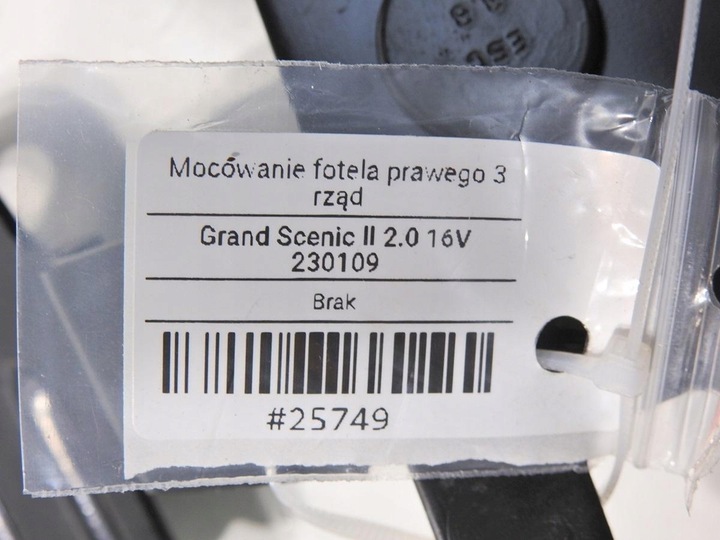 Mocowanie fotela prawego 3
rząd
Grand Scenic II 2.0 16V
230109
Brak
#25749